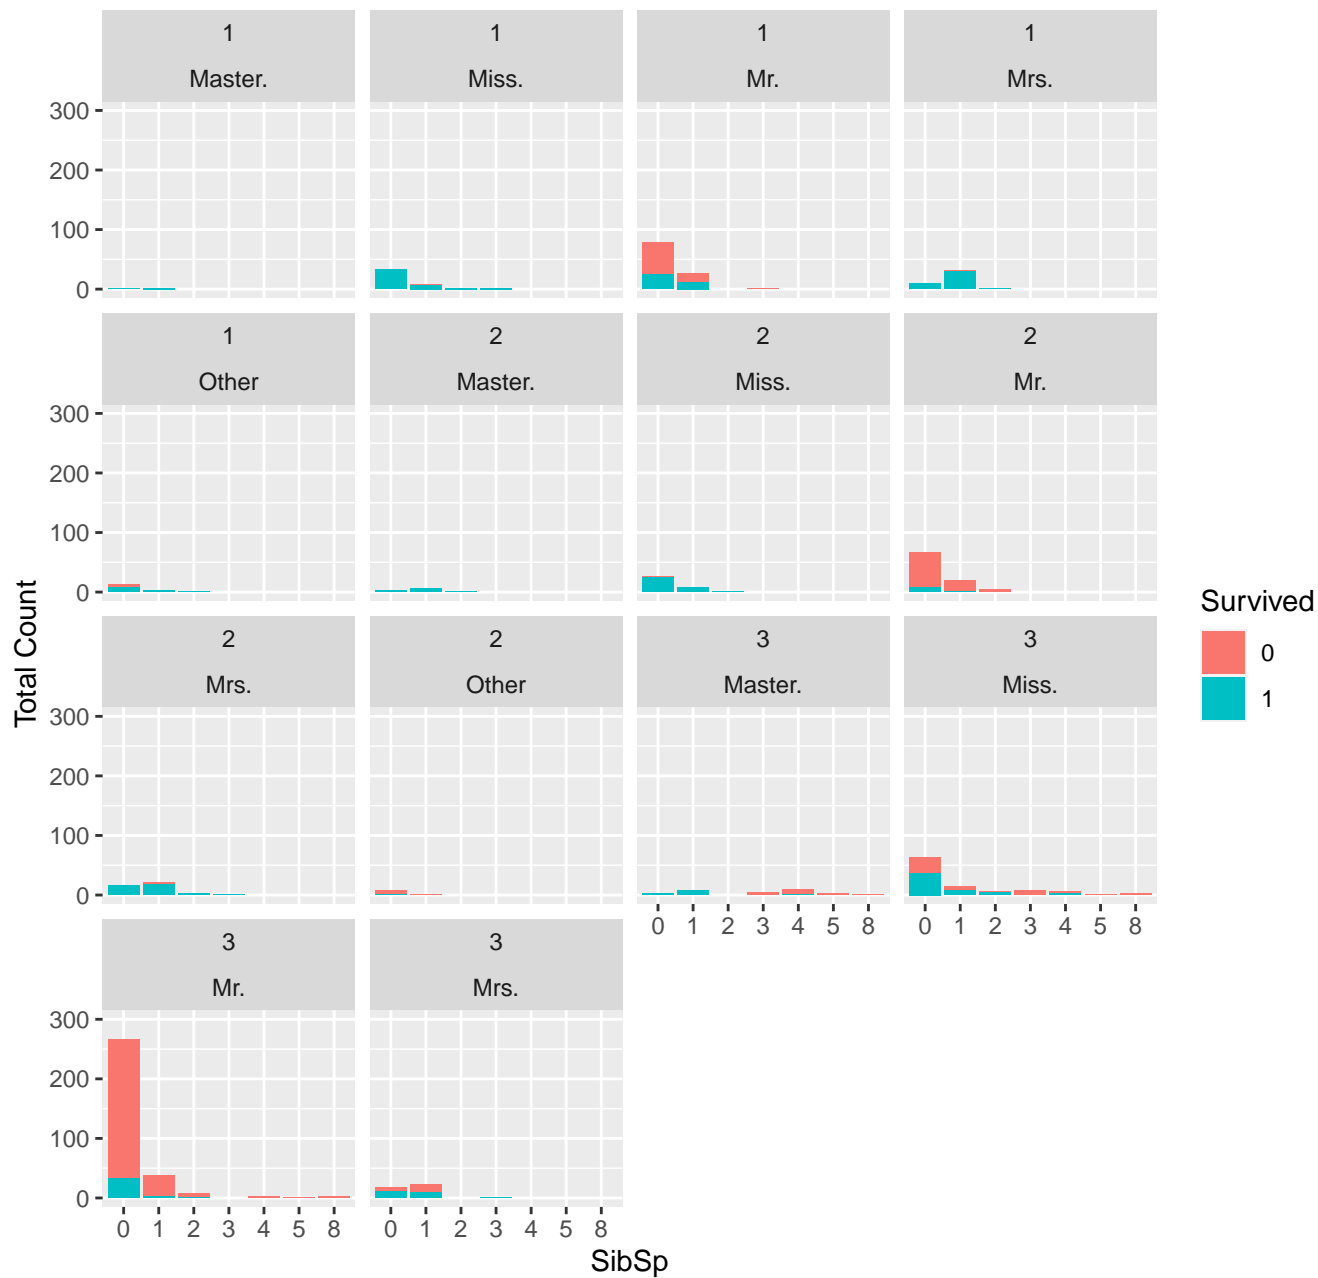 1 1 1 1
Master. Miss. Mr. Mrs.
300
200
100
0
1 2 2 2
Other Master. Miss. Mr.
300
200
100
0
2 2 3 3
Mrs. Other Master. Miss.
300
200
100
0
0 1 2 3 4 5 8 0 1 2 3 4 5 8
3 3
Mr. Mrs.
300
200
100
0
0 1 2 3 4 5 8 0 1 2 3 4 5 8
SibSp
Total Count
Survived
0
1